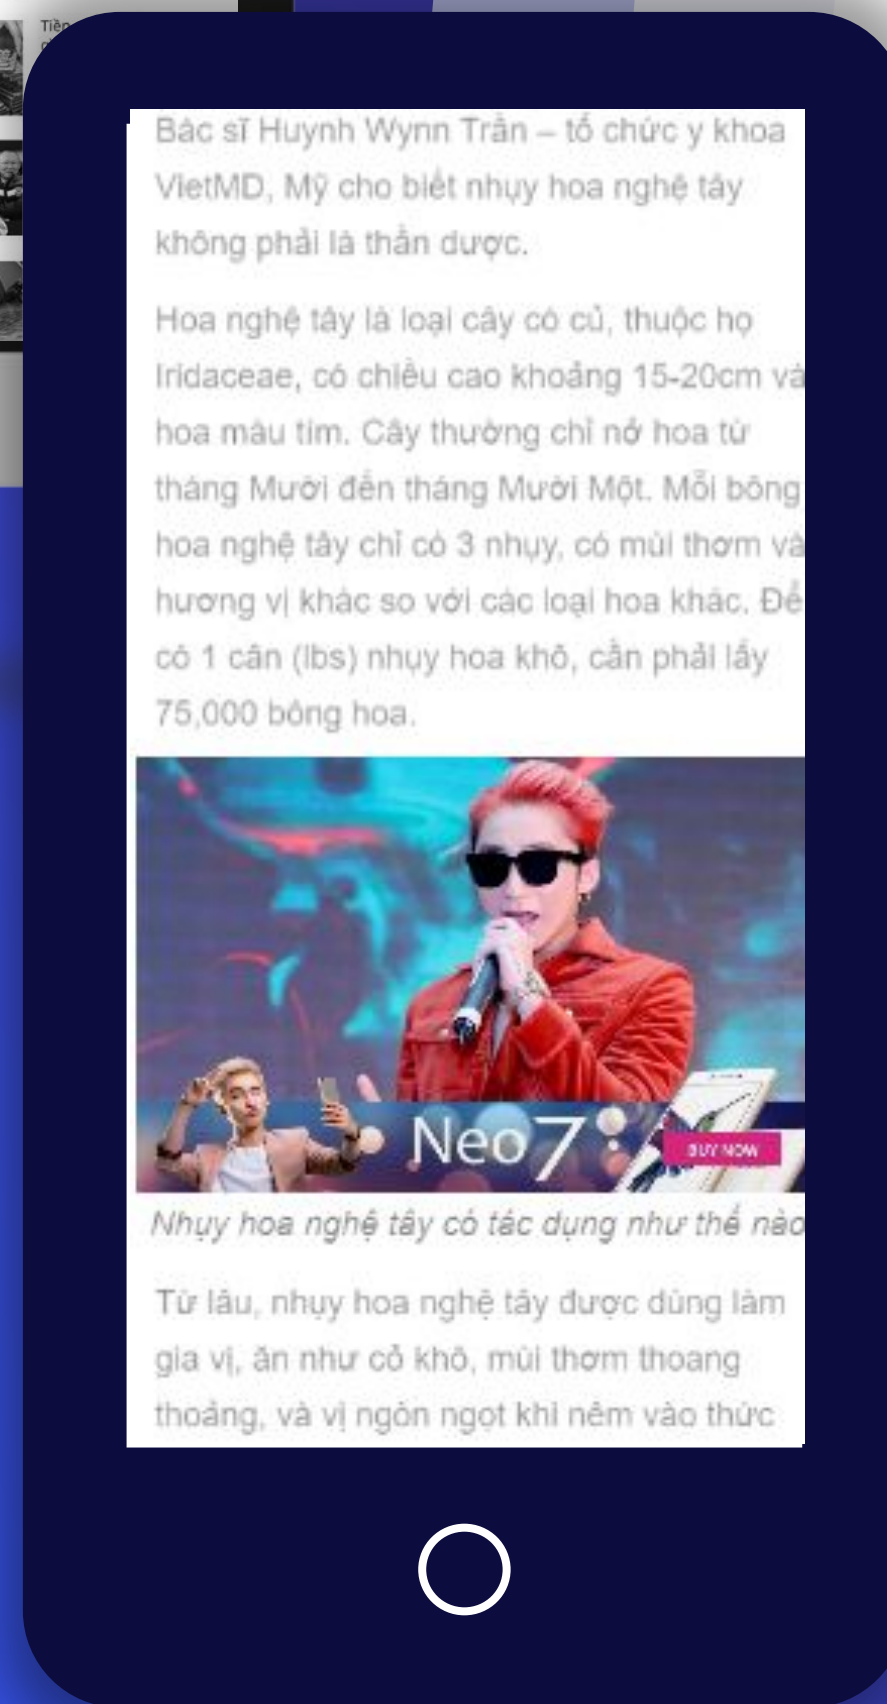 Tiền
Bác sĩ Huynh Wynn Trần – tổ chức y khoa
VietMD, Mỹ cho biết nhụy hoa nghệ tây
không phải là thần dược.
Hoa nghệ tây là loại cây có củ, thuộc họ
Iridaceae, có chiều cao khoảng 15-20cm và
hoa màu tím. Cây thường chỉ nở hoa từ
tháng Mười đến tháng Mười Một. Mỗi bông
hoa nghệ tây chỉ có 3 nhụy, có mùi thơm và
hương vị khác so với các loại hoa khác. Để
có 1 cân (lbs) nhụy hoa khô, cần phải lấy
75,000 bông hoa.
Neo7
BUY NOW
Nhụy hoa nghệ tây có tác dụng như thế nào
Từ lâu, nhụy hoa nghệ tây được dùng làm
gia vị, ăn như cỏ khô, mùi thơm thoang
thoảng, và vị ngòn ngọt khi nêm vào thức